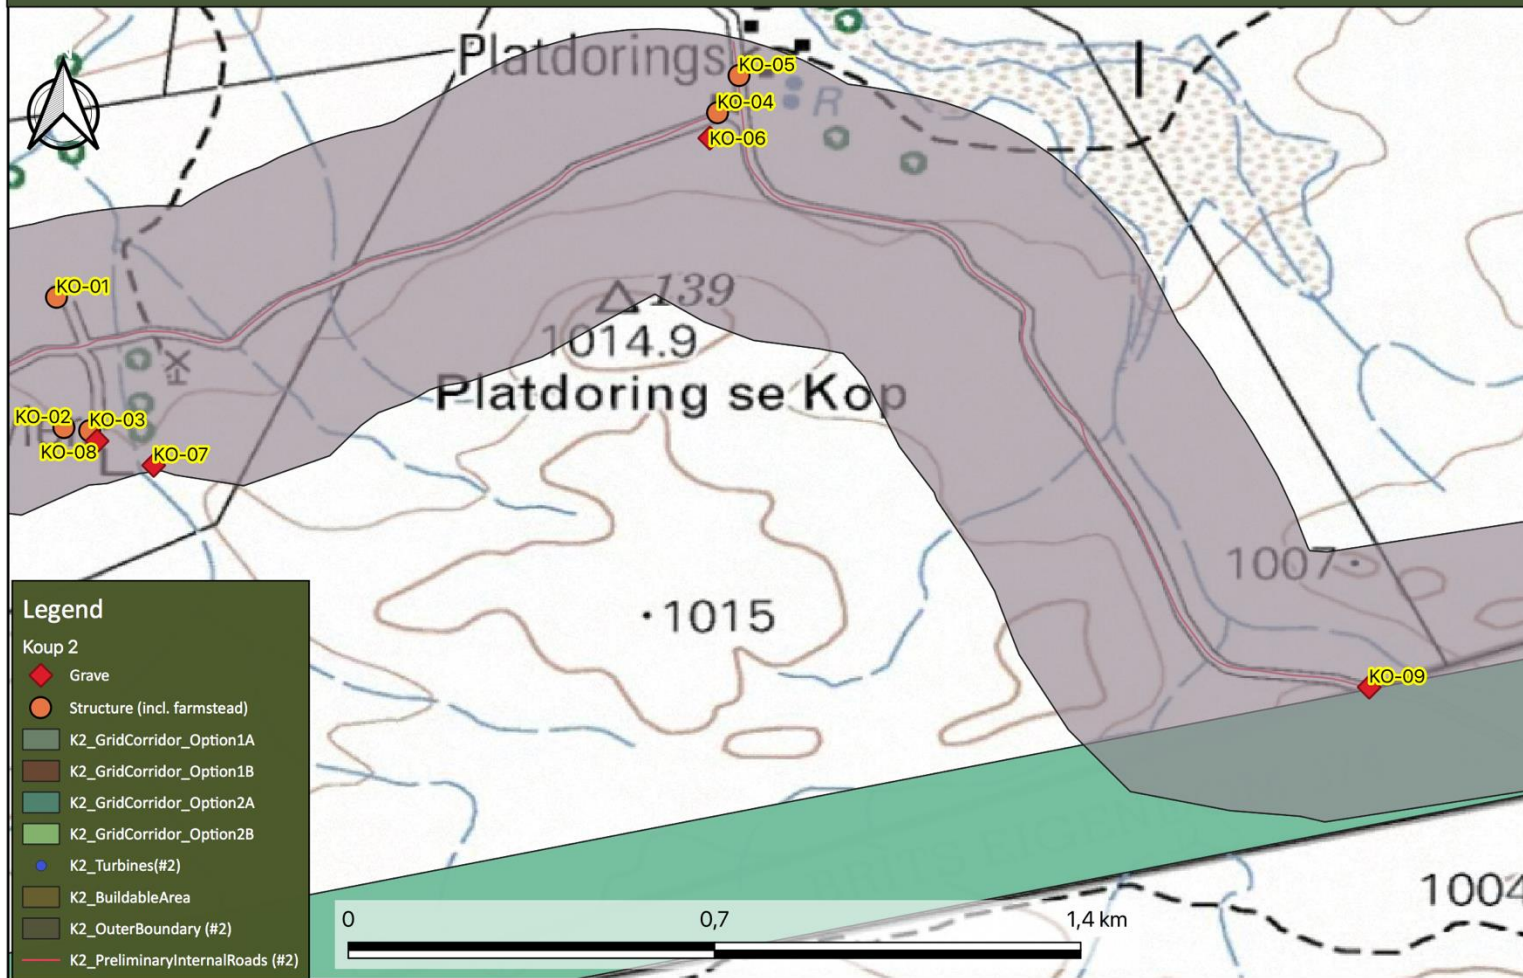 N
Platdorings
KO-05
KO-04
R
KO-06
KO-01
139
1014.9
Platdoring se Kop
KO-02
KO-03
KO-08
KO-07
1007
1015
KO-09
1004
Legend
Koup 2
Grave
Structure (incl. farmstead)
K2_GridCorridor_Option1A
K2_GridCorridor_Option1B
K2_GridCorridor_Option2A
K2_GridCorridor_Option2B
K2_Turbines(#2)
K2_BuildableArea
K2_OuterBoundary (#2)
K2_PreliminaryInternalRoads (#2)
0
0,7
1,4 km